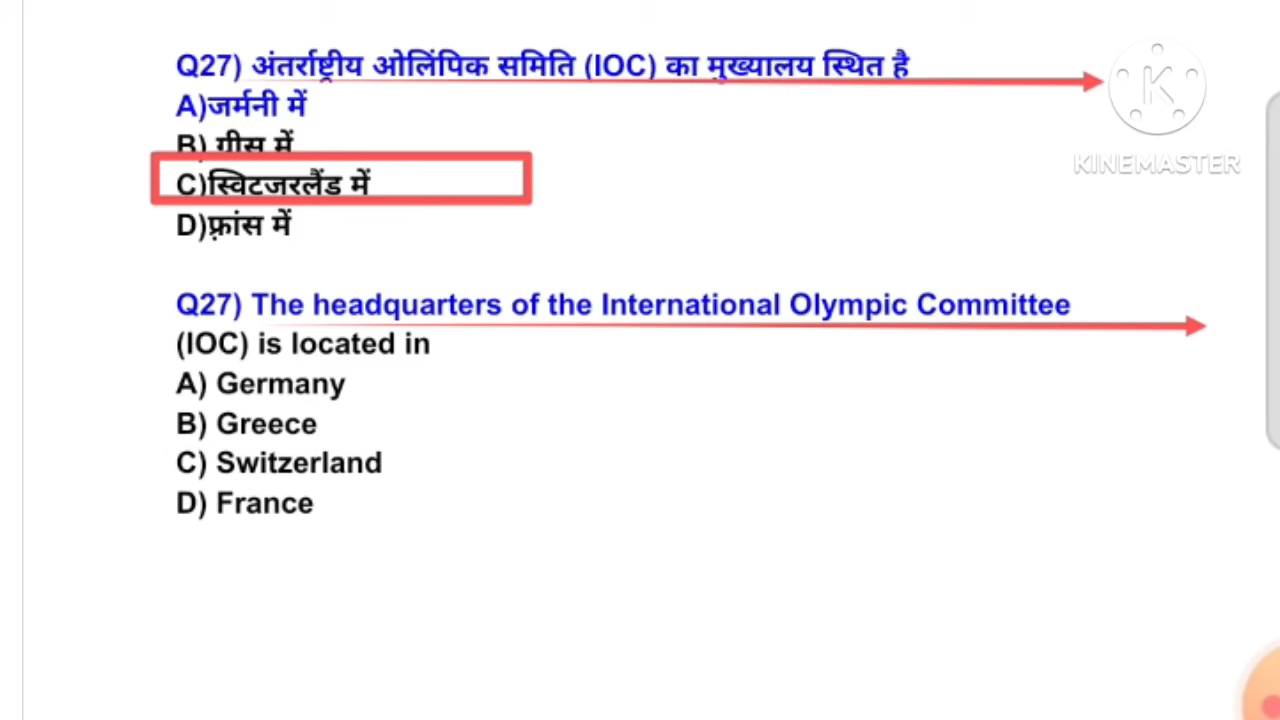 Q27) अंतर्राष्ट्रीय ओलिंपिक समिति (IOC) का मुख्यालय स्थित है
A)जर्मनी में
B) ग्रीस में
C)स्विटजरलैंड में
D)फ़्रांस में
K
KINEMASTER
Q27) The headquarters of the International Olympic Committee
(IOC) is located in
A) Germany
B) Greece
C) Switzerland
D) France